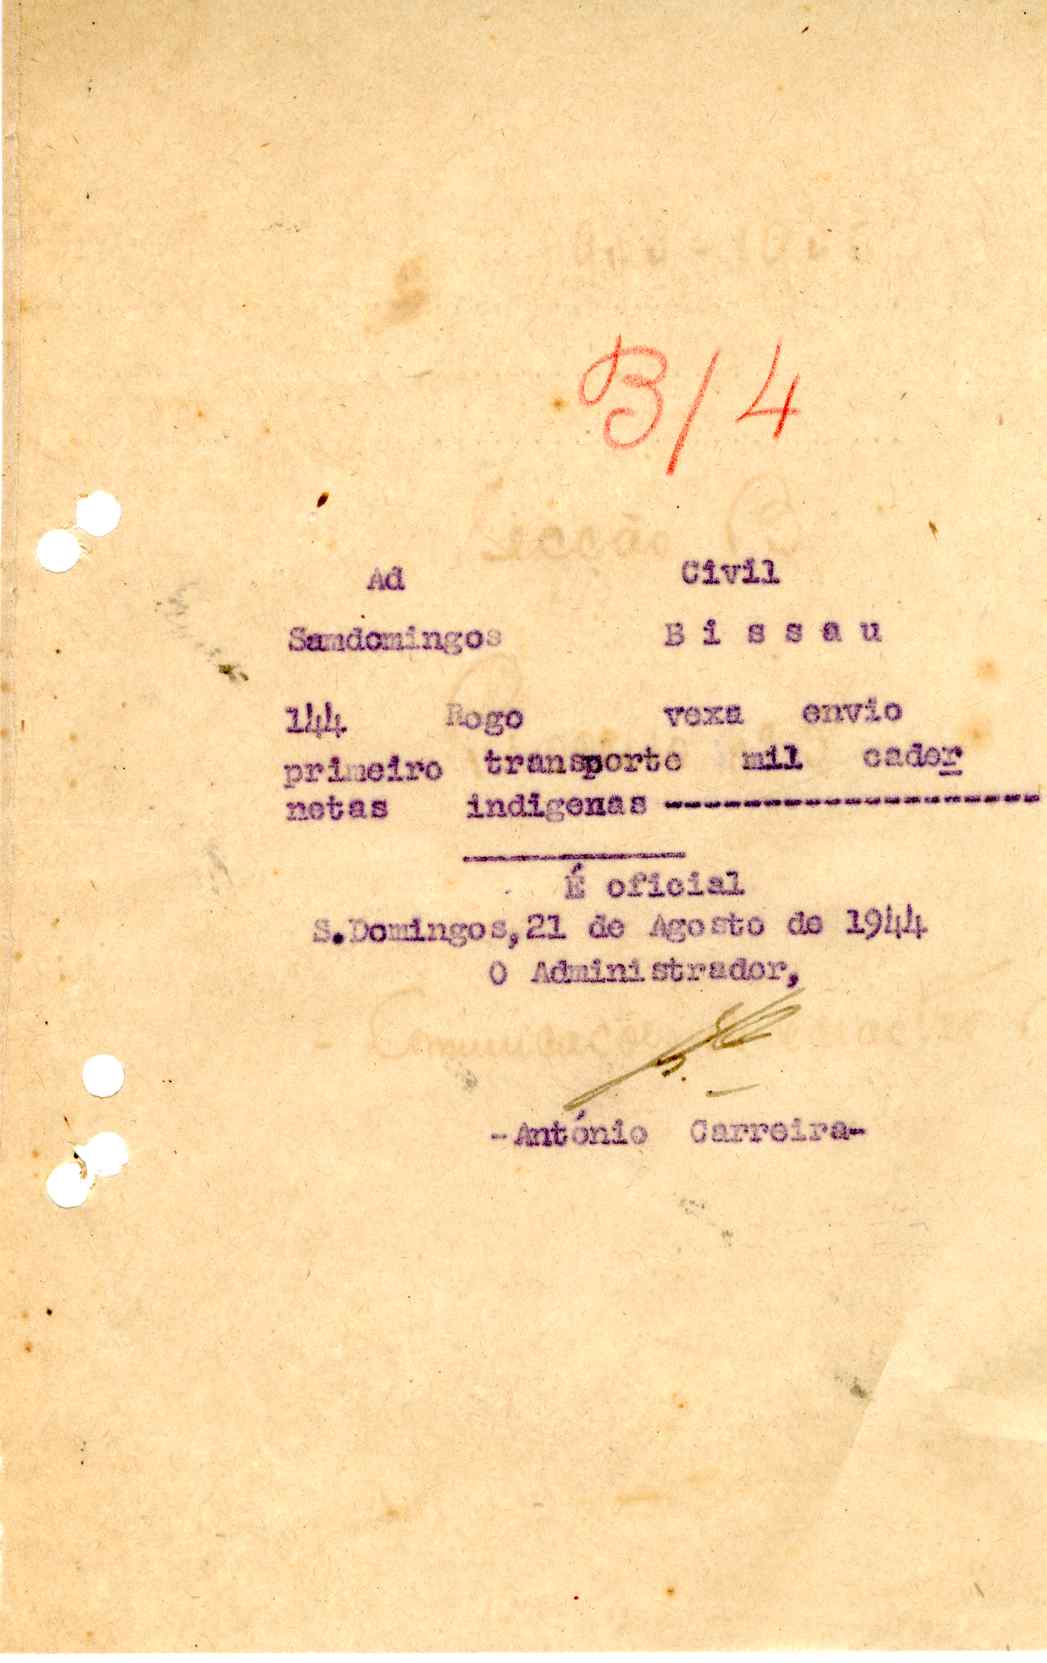 B/4
Secção B
Ad Civil
Samdomingos Bissau
144 Rogo vexa envio
primeiro transporte mil cader
netas indigenas --------------------
É oficial
S.Domingos,21 de Agosto de 1944
O Administrador,
-António Carreira-